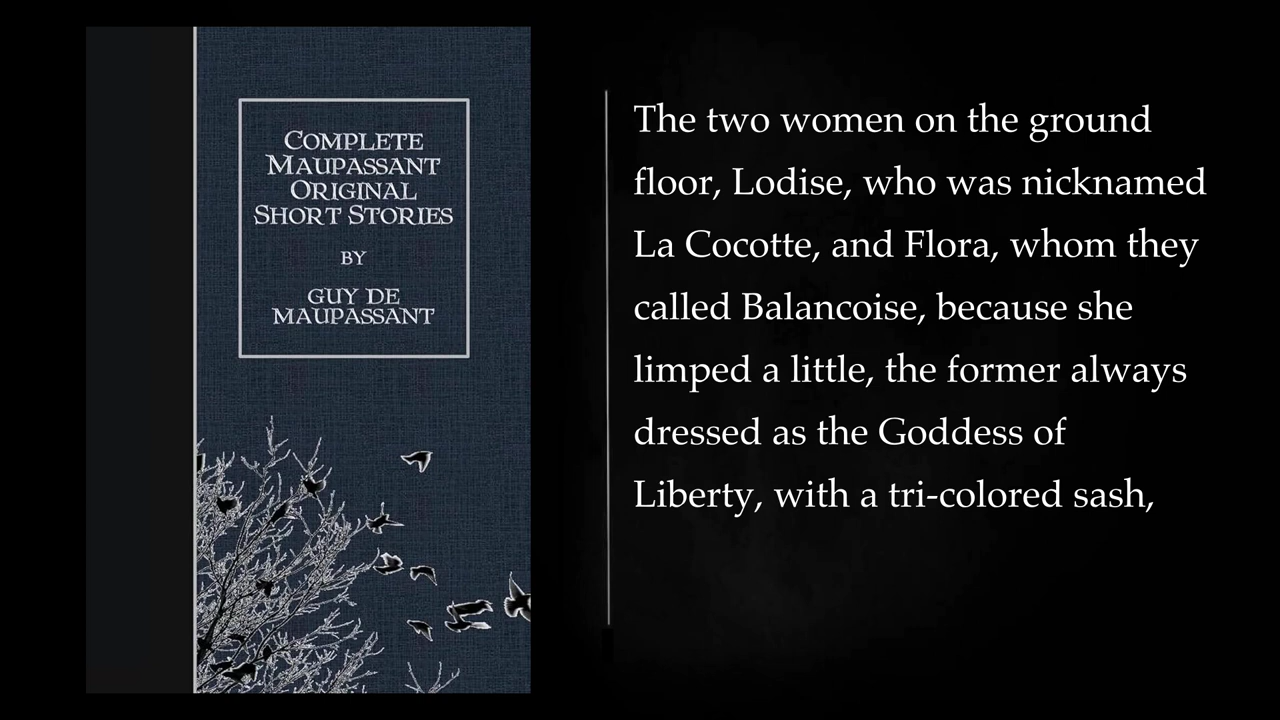 COMPLETE
MAUPASSANT
ORIGINAL
SHORT STORIES
BY
GUY DE
MAUPASSANT
The two women on the ground
floor, Lodise, who was nicknamed
La Cocotte, and Flora, whom they
called Balancoise, because she
limped a little, the former always
dressed as the Goddess of
Liberty, with a tri-colored sash,